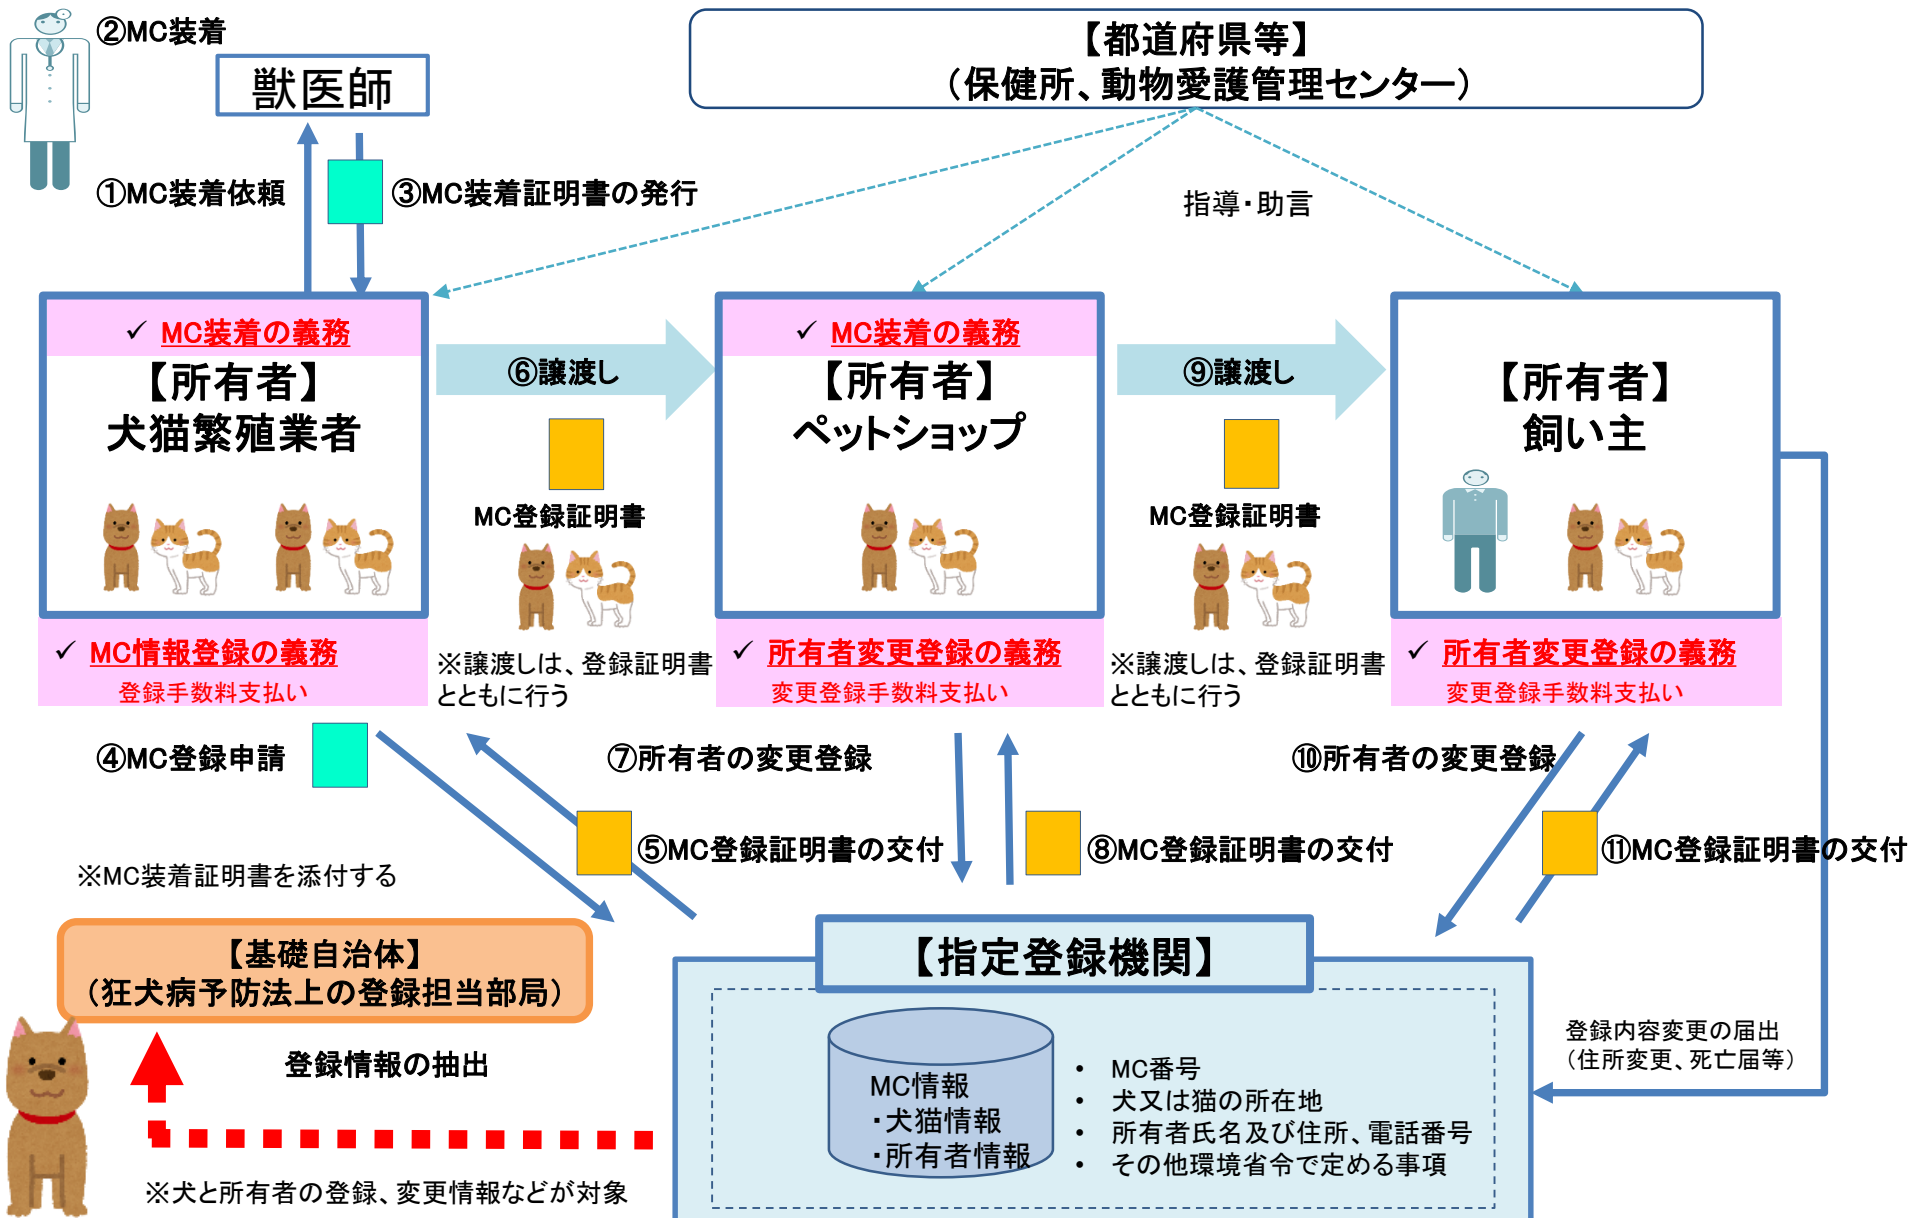 ②MC装着
獣医師
【都道府県等】
（保健所、動物愛護管理センター）
①MC装着依頼
③MC装着証明書の発行
指導・助言
✓ MC装着の義務
【所有者】
犬猫繁殖業者
⑥譲渡し
MC登録証明書
✓ MC装着の義務
【所有者】
ペットショップ
⑨譲渡し
MC登録証明書
【所有者】
飼い主
✓ MC情報登録の義務
登録手数料支払い
※譲渡しは、登録証明書
とともに行う
✓ 所有者変更登録の義務
変更登録手数料支払い
※譲渡しは、登録証明書
とともに行う
✓ 所有者変更登録の義務
変更登録手数料支払い
④MC登録申請
⑦所有者の変更登録
⑩所有者の変更登録
⑤MC登録証明書の交付
⑧MC登録証明書の交付
⑪MC登録証明書の交付
※MC装着証明書を添付する
【基礎自治体】
（狂犬病予防法上の登録担当部局）
【指定登録機関】
登録情報の抽出
MC情報
・犬猫情報
・所有者情報
• MC番号
• 犬又は猫の所在地
• 所有者氏名及び住所、電話番号
• その他環境省令で定める事項
登録内容変更の届出
（住所変更、死亡届等）
※犬と所有者の登録、変更情報などが対象